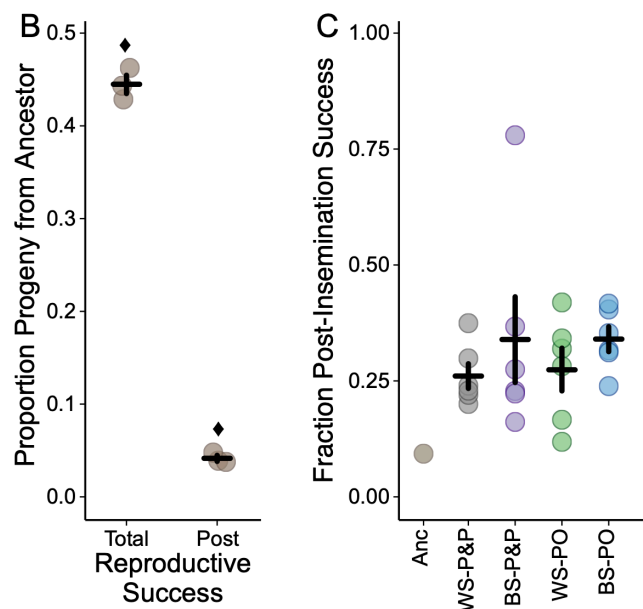 B
Proportion Progeny from Ancestor
0.5
0.4
0.3
0.2
0.1
0.0
Total
Post
Reproductive
Success
C
Fraction Post-Insemination Success
1.00
0.75
0.50
0.25
0.00
Anc
WS-P&P
BS-P&P
WS-PO
BS-PO